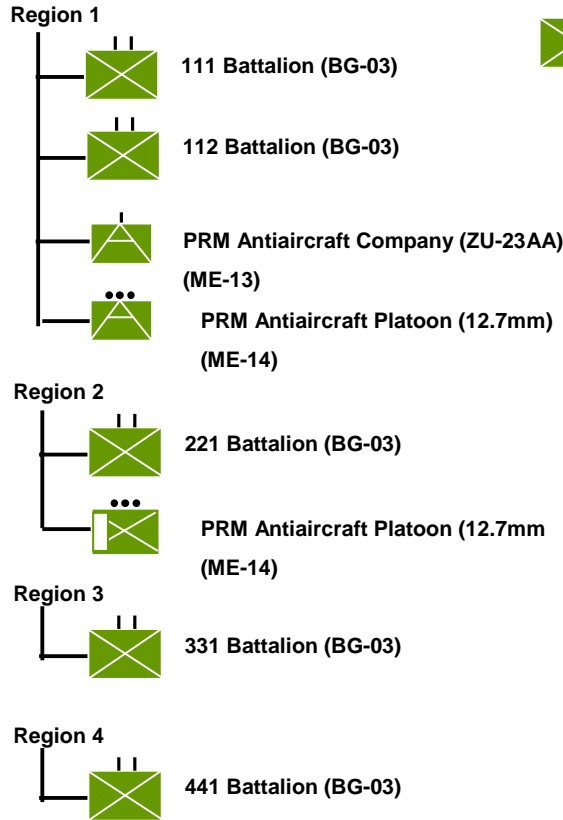 Region 1
111 Battalion (BG-03)
112 Battalion (BG-03)
PRM Antiaircraft Company (ZU-23AA)
(ME-13)
PRM Antiaircraft Platoon (12.7mm)
(ME-14)
Region 2
221 Battalion (BG-03)
PRM Antiaircraft Platoon (12.7mm
(ME-14)
Region 3
331 Battalion (BG-03)
Region 4
441 Battalion (BG-03)